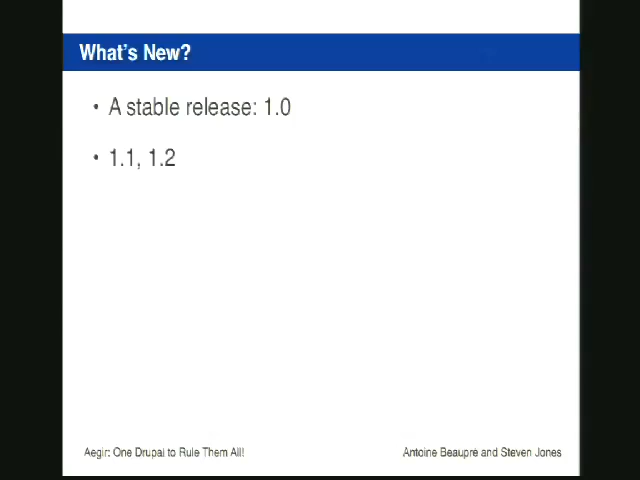 What's New?
• A stable release: 1.0
• 1.1, 1.2
Aegir: One Drupal to Rule Them All!
Antoine Beaupré and Steven Jones